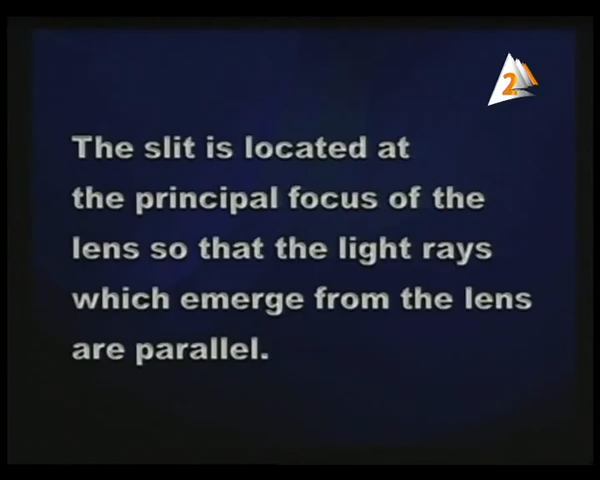 2
The slit is located at
the principal focus of the
lens so that the light rays
which emerge from the lens
are parallel.